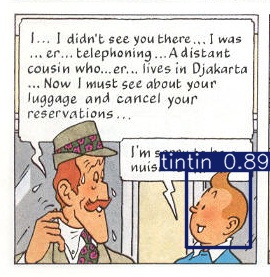 I... I didn't see you there... I was
... er... telephoning... A distant
cousin who... er... lives in Djakarta
... Now I must see about your
luggage and cancel your
reservations...
I'm
nuis
tintin 0.89